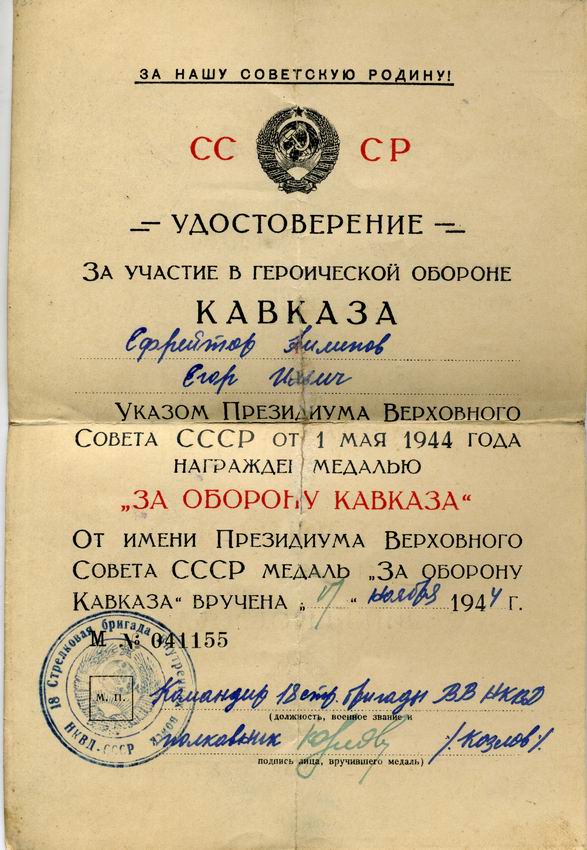 ЗА НАШУ СОВЕТСКУЮ РОДИНУ!
СС СР
УДОСТОВЕРЕНИЕ
ЗА УЧАСТИЕ В ГЕРОИЧЕСКОЙ ОБОРОНЕ
КАВКАЗА
Ефрейтор
Егор Ильич
УКАЗОМ ПРЕЗИДИУМА ВЕРХОВНОГО
СОВЕТА СССР ОТ 1 МАЯ 1944 ГОДА
НАГРАЖДЕН МЕДАЛЬЮ
„ЗА ОБОРОНУ КАВКАЗА“
ОТ ИМЕНИ ПРЕЗИДИУМА ВЕРХОВНОГО
СОВЕТА СССР МЕДАЛЬ „ЗА ОБОРОНУ
КАВКАЗА“ ВРУЧЕНА „17“ ноября 1944 г.
М № 041155
18 Стрелковая бригада Внутренних войск НКВД-СССР
М. П.
Командир 18 стр. бригады ВВ НКВД
(должность, военное звание и
полковник /Козлов/
подпись лица, вручившего медаль)